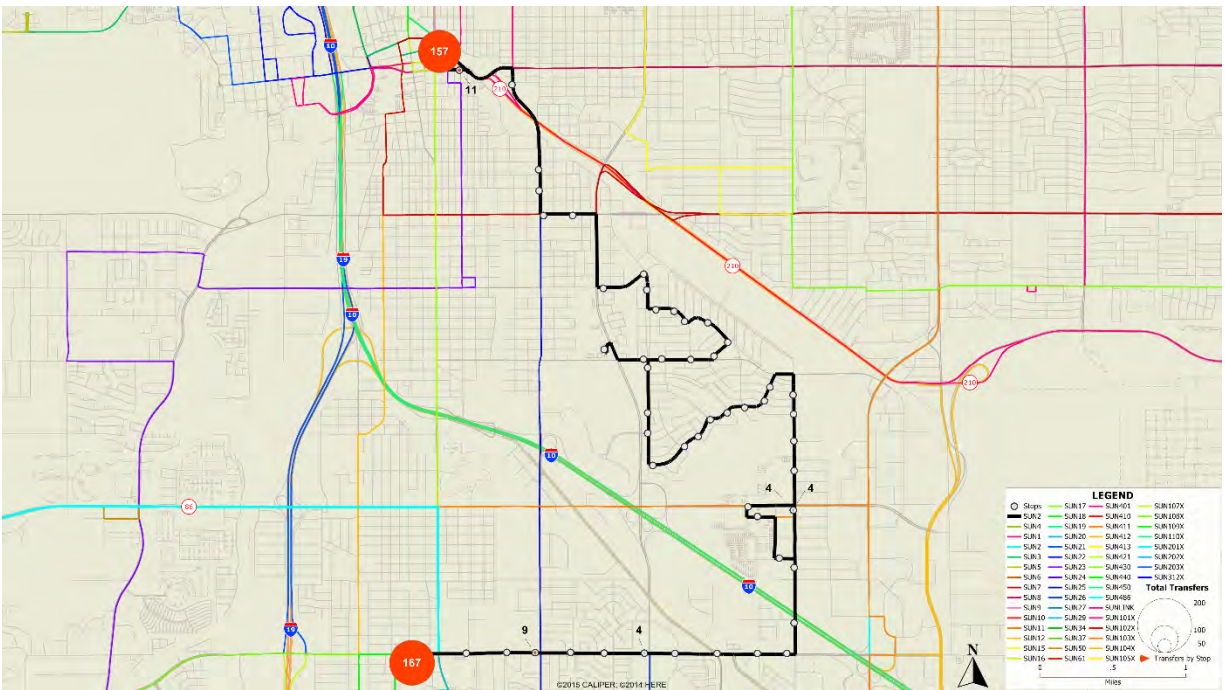 10
157
11
210
19
210
10
210
10
4
4
86
10
19
9
4
167
N
LEGEND
Stops
SUN2
SUN4
SUN1
SUN2
SUN3
SUN5
SUN6
SUN7
SUN8
SUN9
SUN10
SUN11
SUN12
SUN15
SUN16
SUN17
SUN18
SUN19
SUN20
SUN21
SUN22
SUN23
SUN24
SUN25
SUN26
SUN27
SUN29
SUN34
SUN37
SUN50
SUN61
SUN401
SUN410
SUN411
SUN412
SUN413
SUN421
SUN430
SUN440
SUN450
SUN486
SUNLINK
SUN101X
SUN102X
SUN103X
SUN104X
SUN105X
SUN107X
SUN108X
SUN109X
SUN110X
SUN201X
SUN202X
SUN203X
SUN312X
Total Transfers
200
100
50
Transfers by Stop
0 .5 1
Miles
©2015 CALIPER; ©2014 HERE